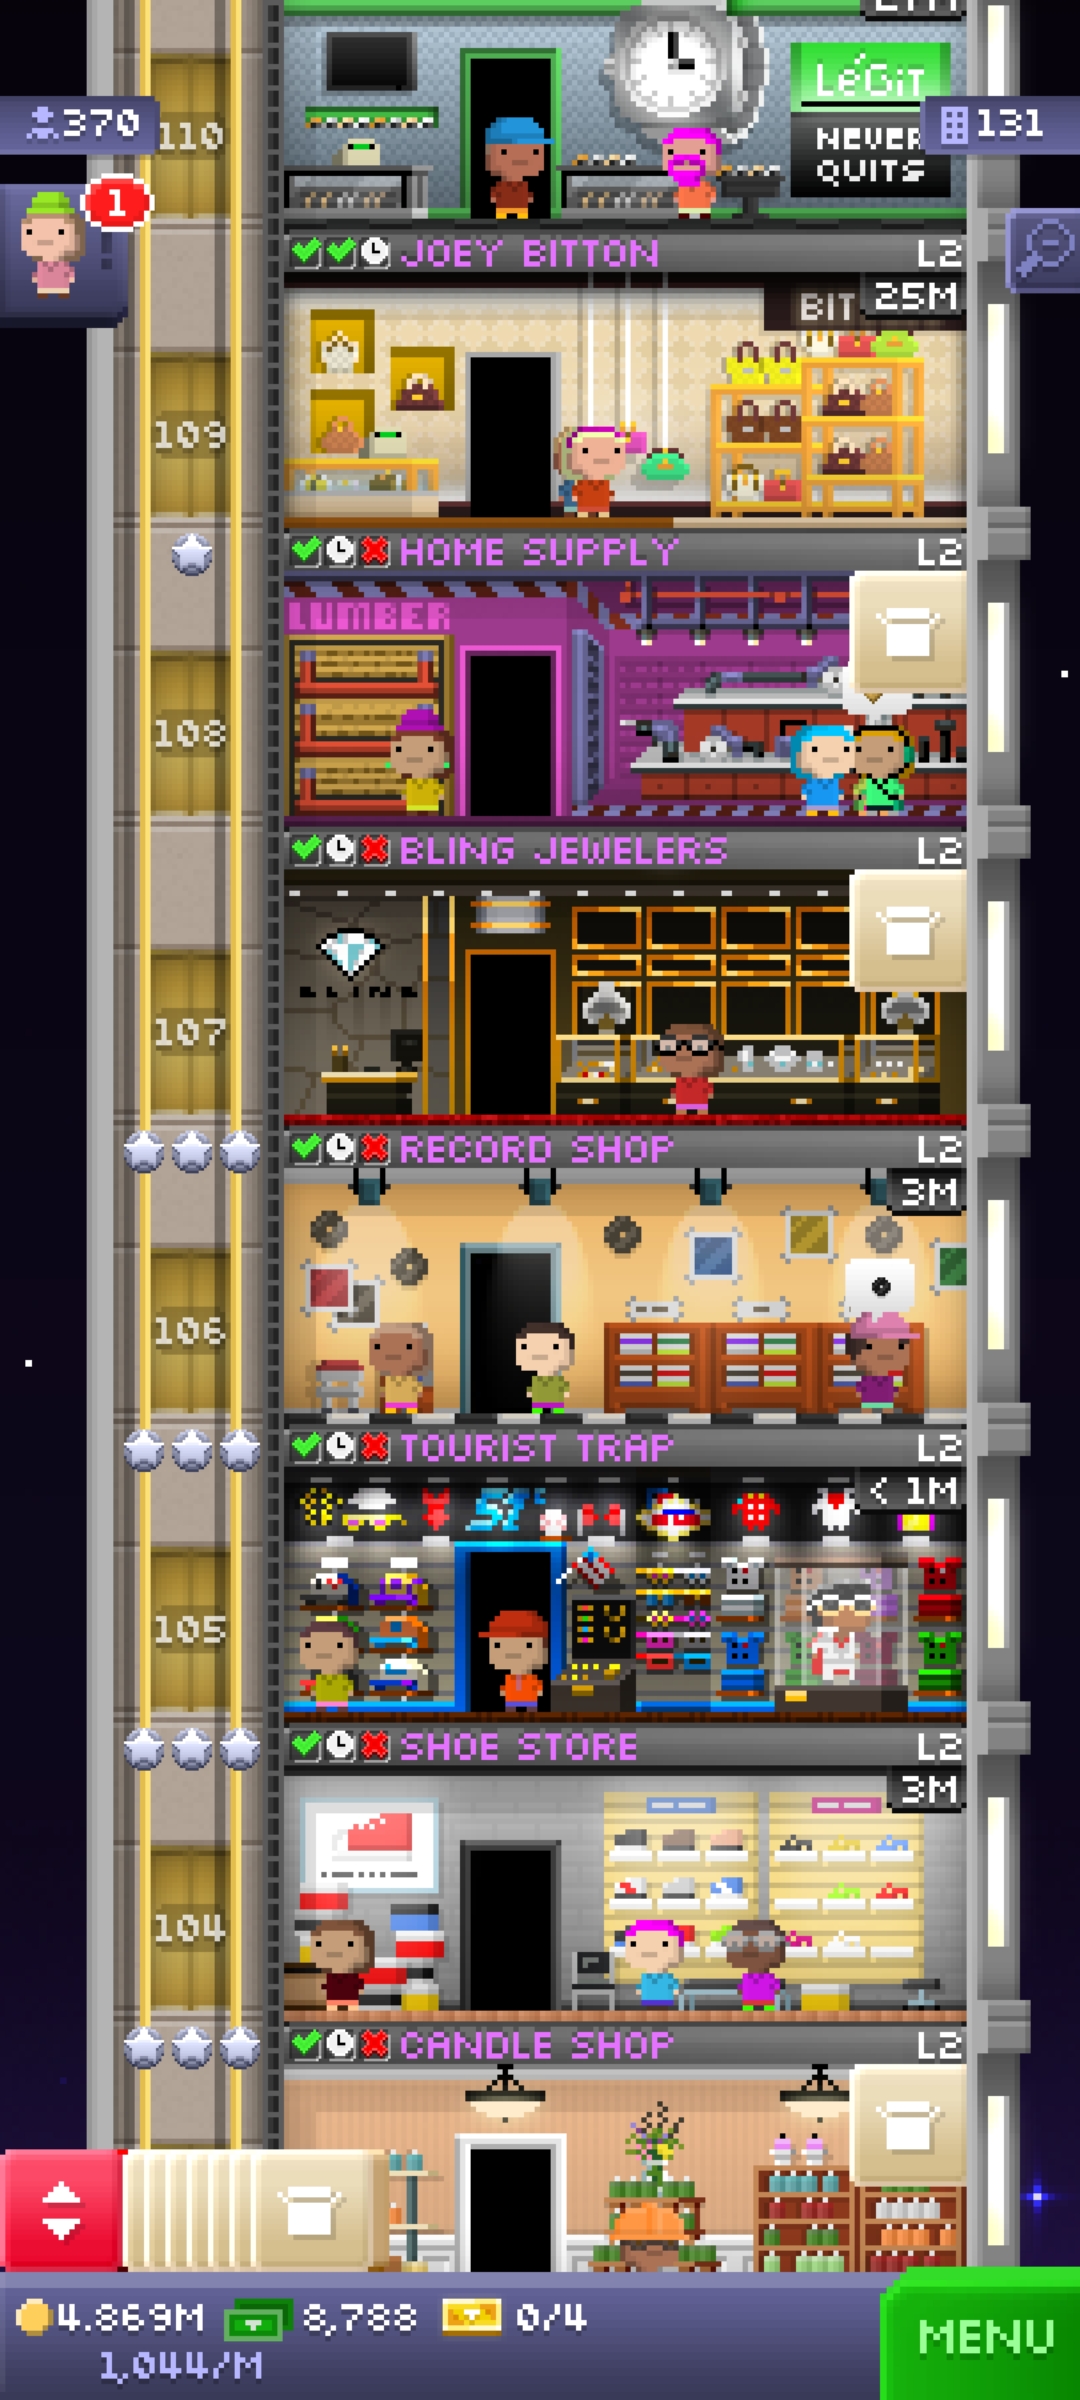 LéGiT
370
110
131
NEVER
QUITS
1
JOEY BITTON
L2
BIT
25M
109
HOME SUPPLY
L2
LUMBER
108
BLING JEWELERS
L2
BLING
107
RECORD SHOP
L2
3M
106
TOURIST TRAP
L2
< 1M
105
SHOE STORE
L2
3M
104
CANDLE SHOP
L2
4.869M
8,788
0/4
1,044/M
MENU